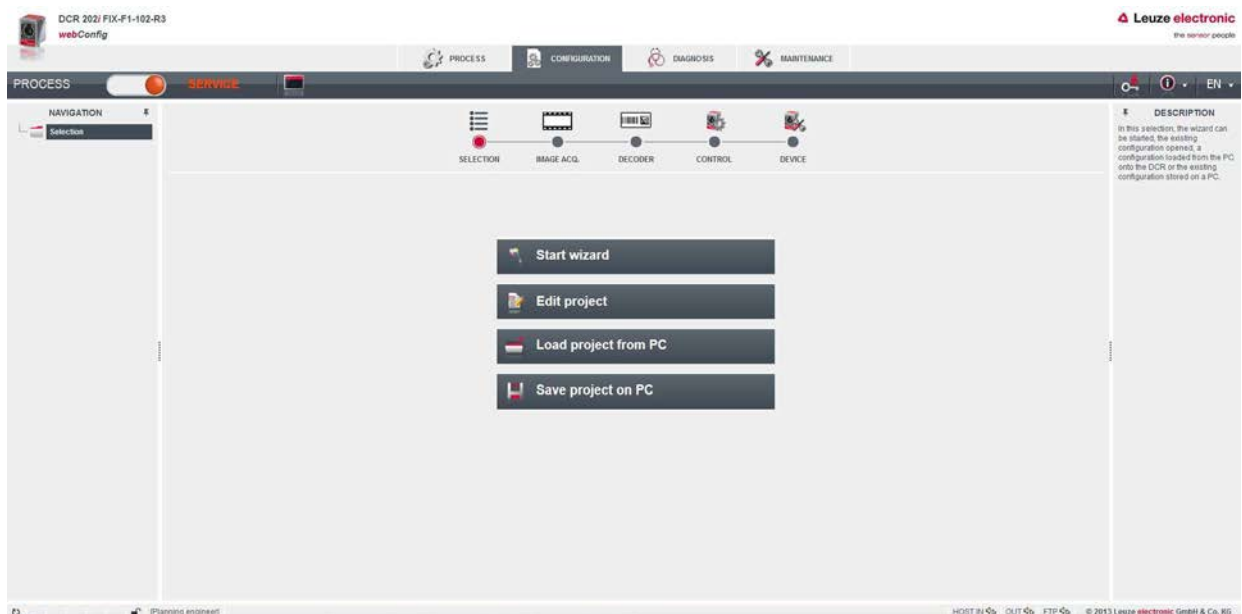 DCR 202i FIX-F1-102-R3
webConfig
Leuze electronic
the sensor people
PROCESS
CONFIGURATION
DIAGNOSIS
MAINTENANCE
PROCESS
SERVICE
EN
NAVIGATION
Selection
SELECTION
IMAGE ACQ.
DECODER
CONTROL
DEVICE
Start wizard
Edit project
Load project from PC
Save project on PC
DESCRIPTION
In this selection, the wizard can
be started, the existing
configuration opened, a
configuration loaded from the PC
onto the DCR or the existing
configuration stored on a PC.
(Planning engineer)
HOST IN OUT FTP © 2013 Leuze electronic GmbH & Co. KG